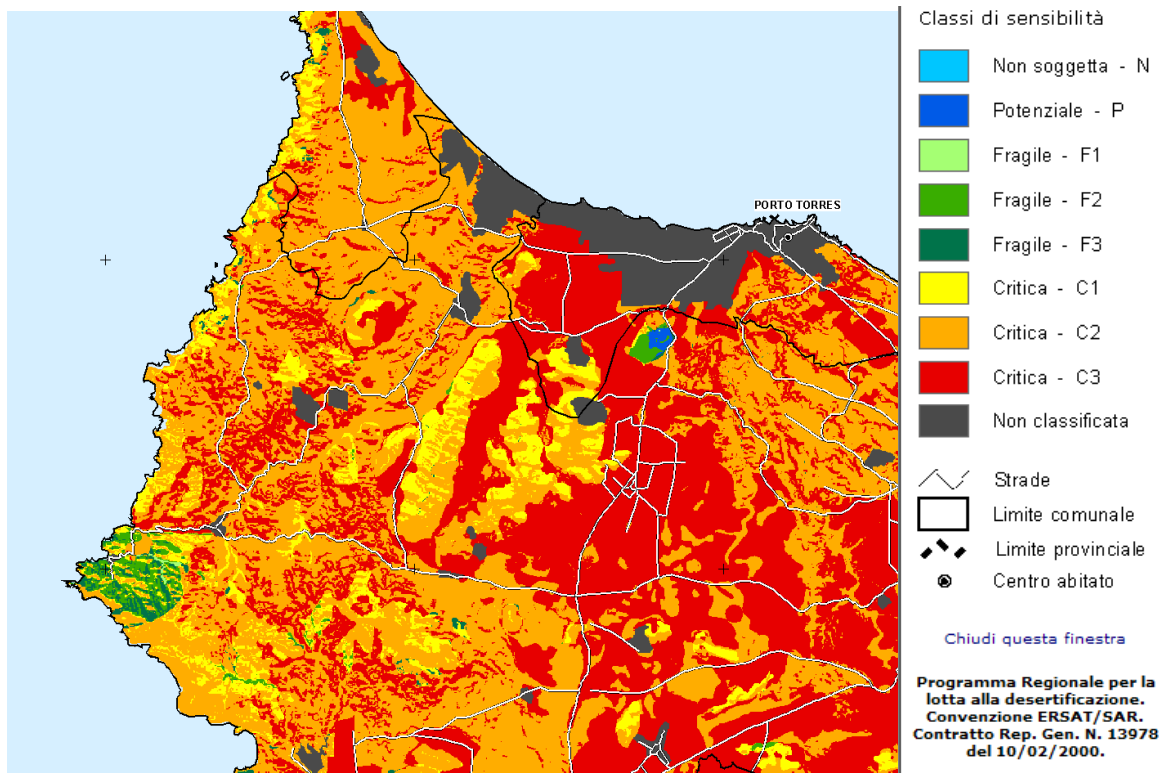 Classi di sensibilità
Non soggetta - N
Potenziale - P
Fragile - F1
Fragile - F2
Fragile - F3
Critica - C1
Critica - C2
Critica - C3
Non classificata
Strade
Limite comunale
Limite provinciale
Centro abitato
Chiudi questa finestra
Programma Regionale per la
lotta alla desertificazione.
Convenzione ERSAT/SAR.
Contratto Rep. Gen. N. 13978
del 10/02/2000.
PORTO TORRES